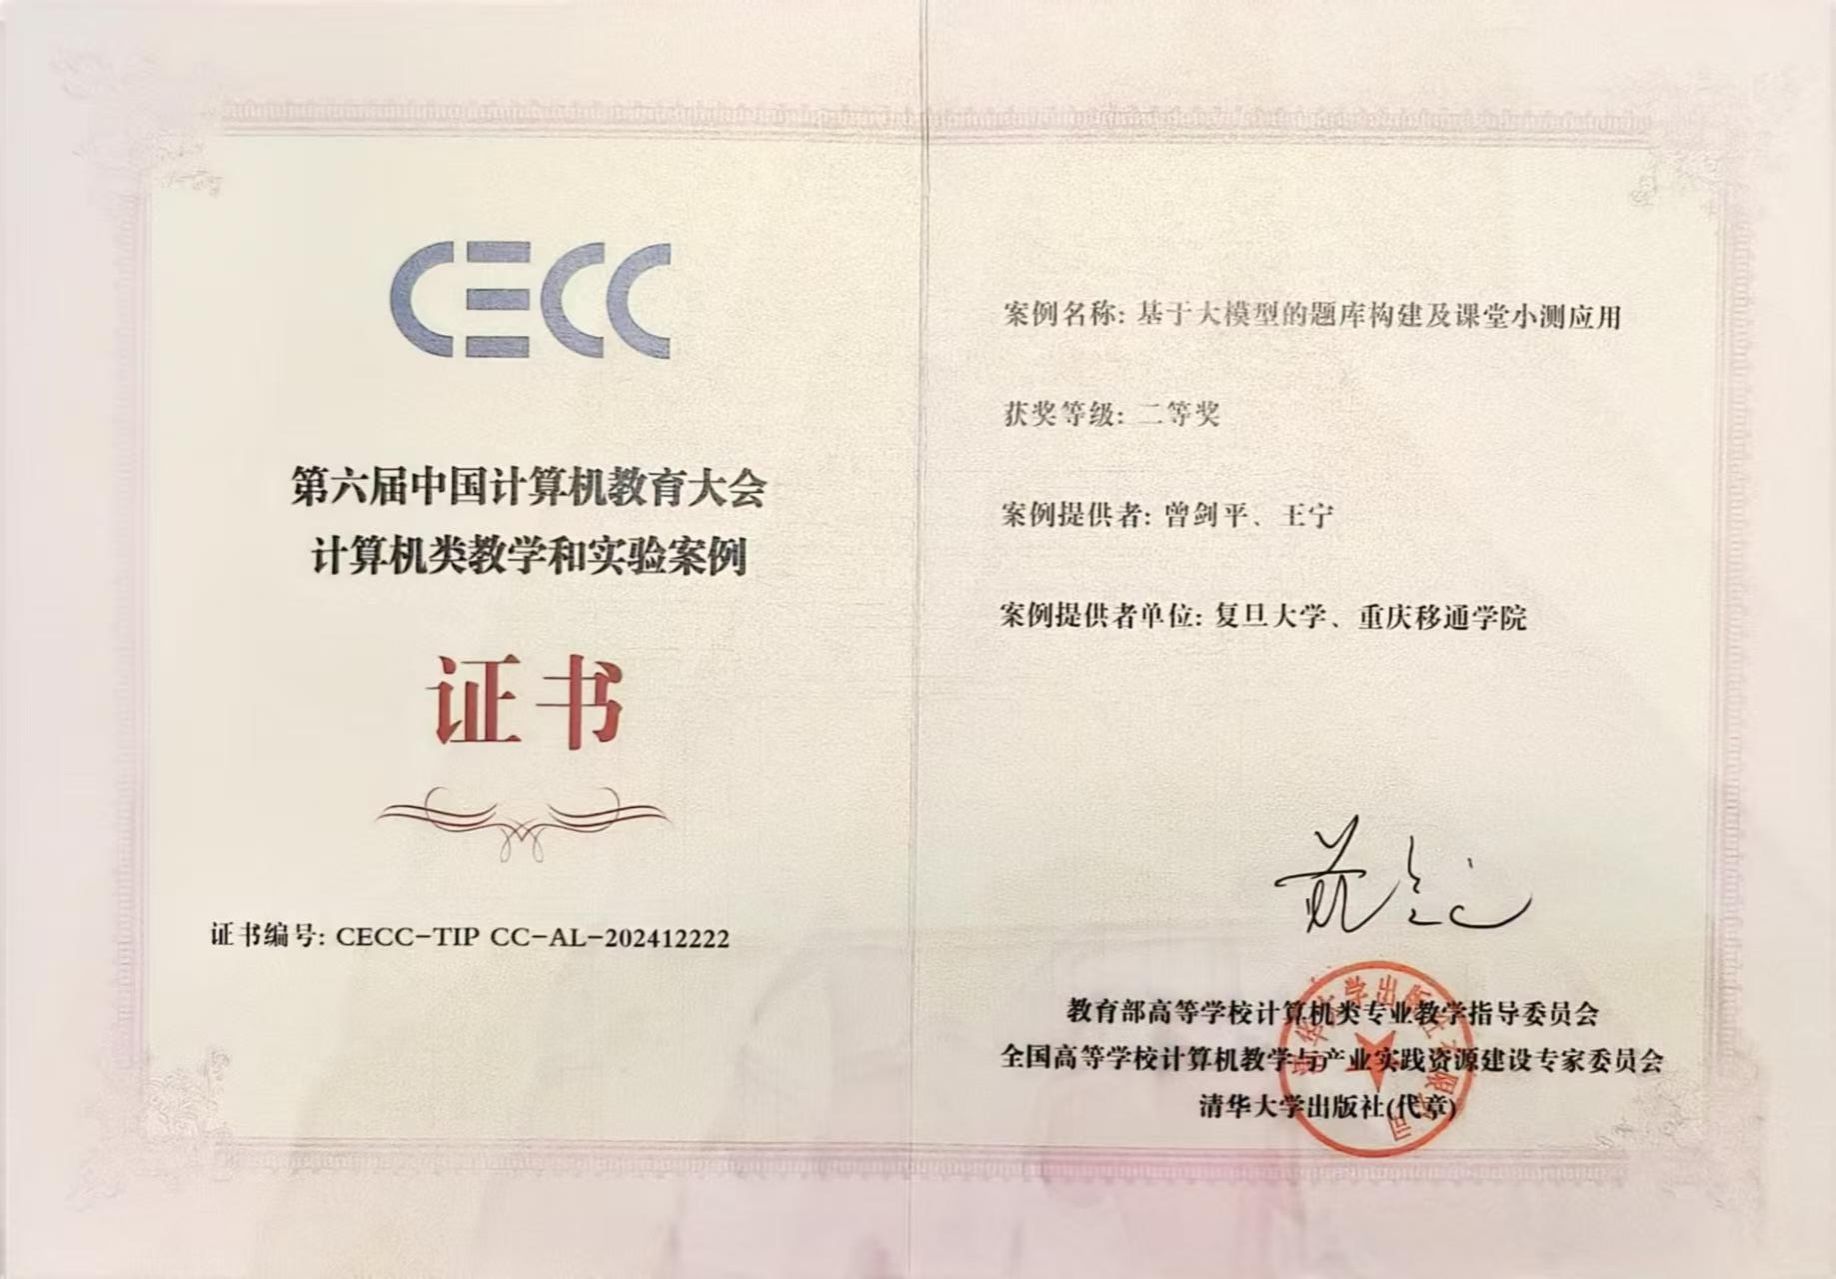 CECC
第六届中国计算机教育大会
计算机类教学和实验案例
证书
证书编号: CECC-TIP CC-AL-202412222
案例名称: 基于大模型的题库构建及课堂小测应用
获奖等级: 二等奖
案例提供者: 曾剑平、王宁
案例提供者单位: 复旦大学、重庆移通学院
教育部高等学校计算机类专业教学指导委员会
全国高等学校计算机教学与产业实践资源建设专家委员会
清华大学出版社(代章)